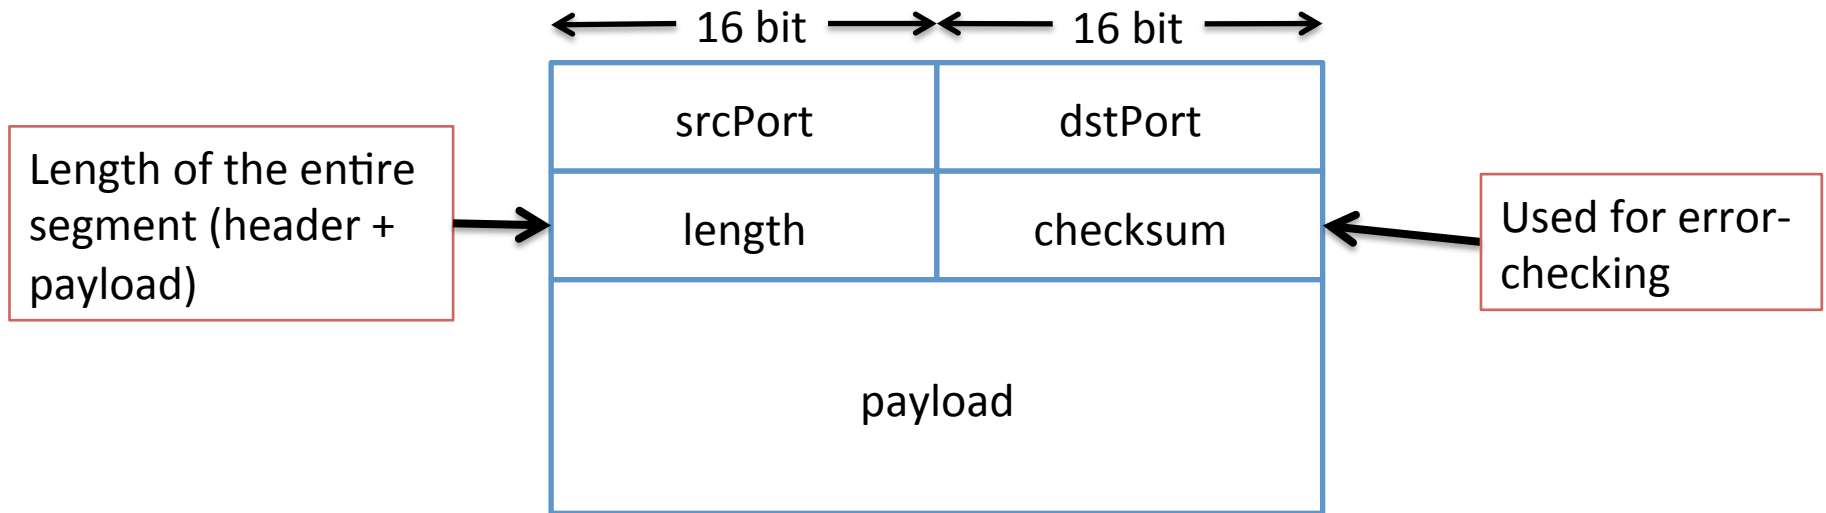 16 bit 16 bit
srcPort dstPort
Length of the entire
segment (header +
payload)
length checksum
Used for error-
checking
payload